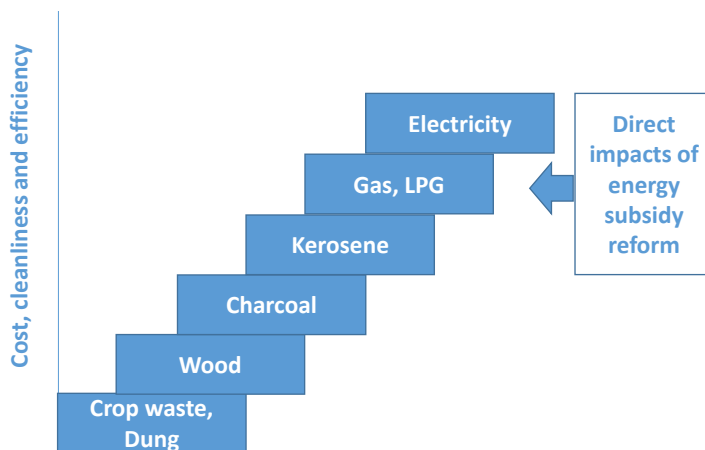 Cost, cleanliness and efficiency
Electricity
Gas, LPG
Kerosene
Charcoal
Wood
Crop waste,
Dung
Direct
impacts of
energy
subsidy
reform